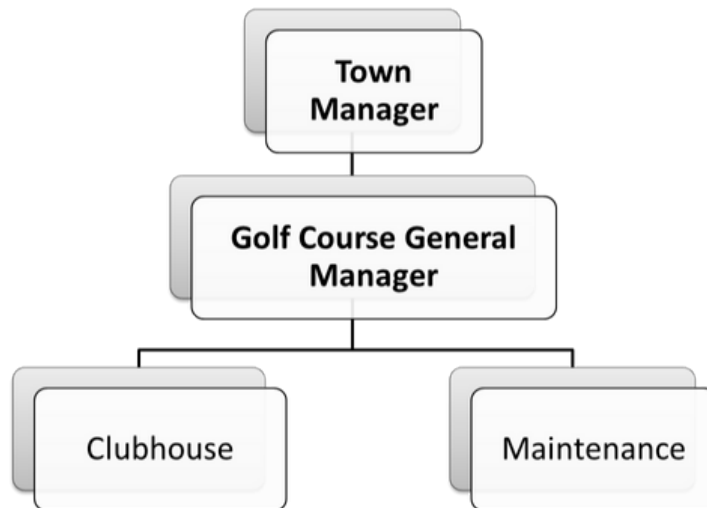 Town
Manager
Golf Course General
Manager
Clubhouse
Maintenance